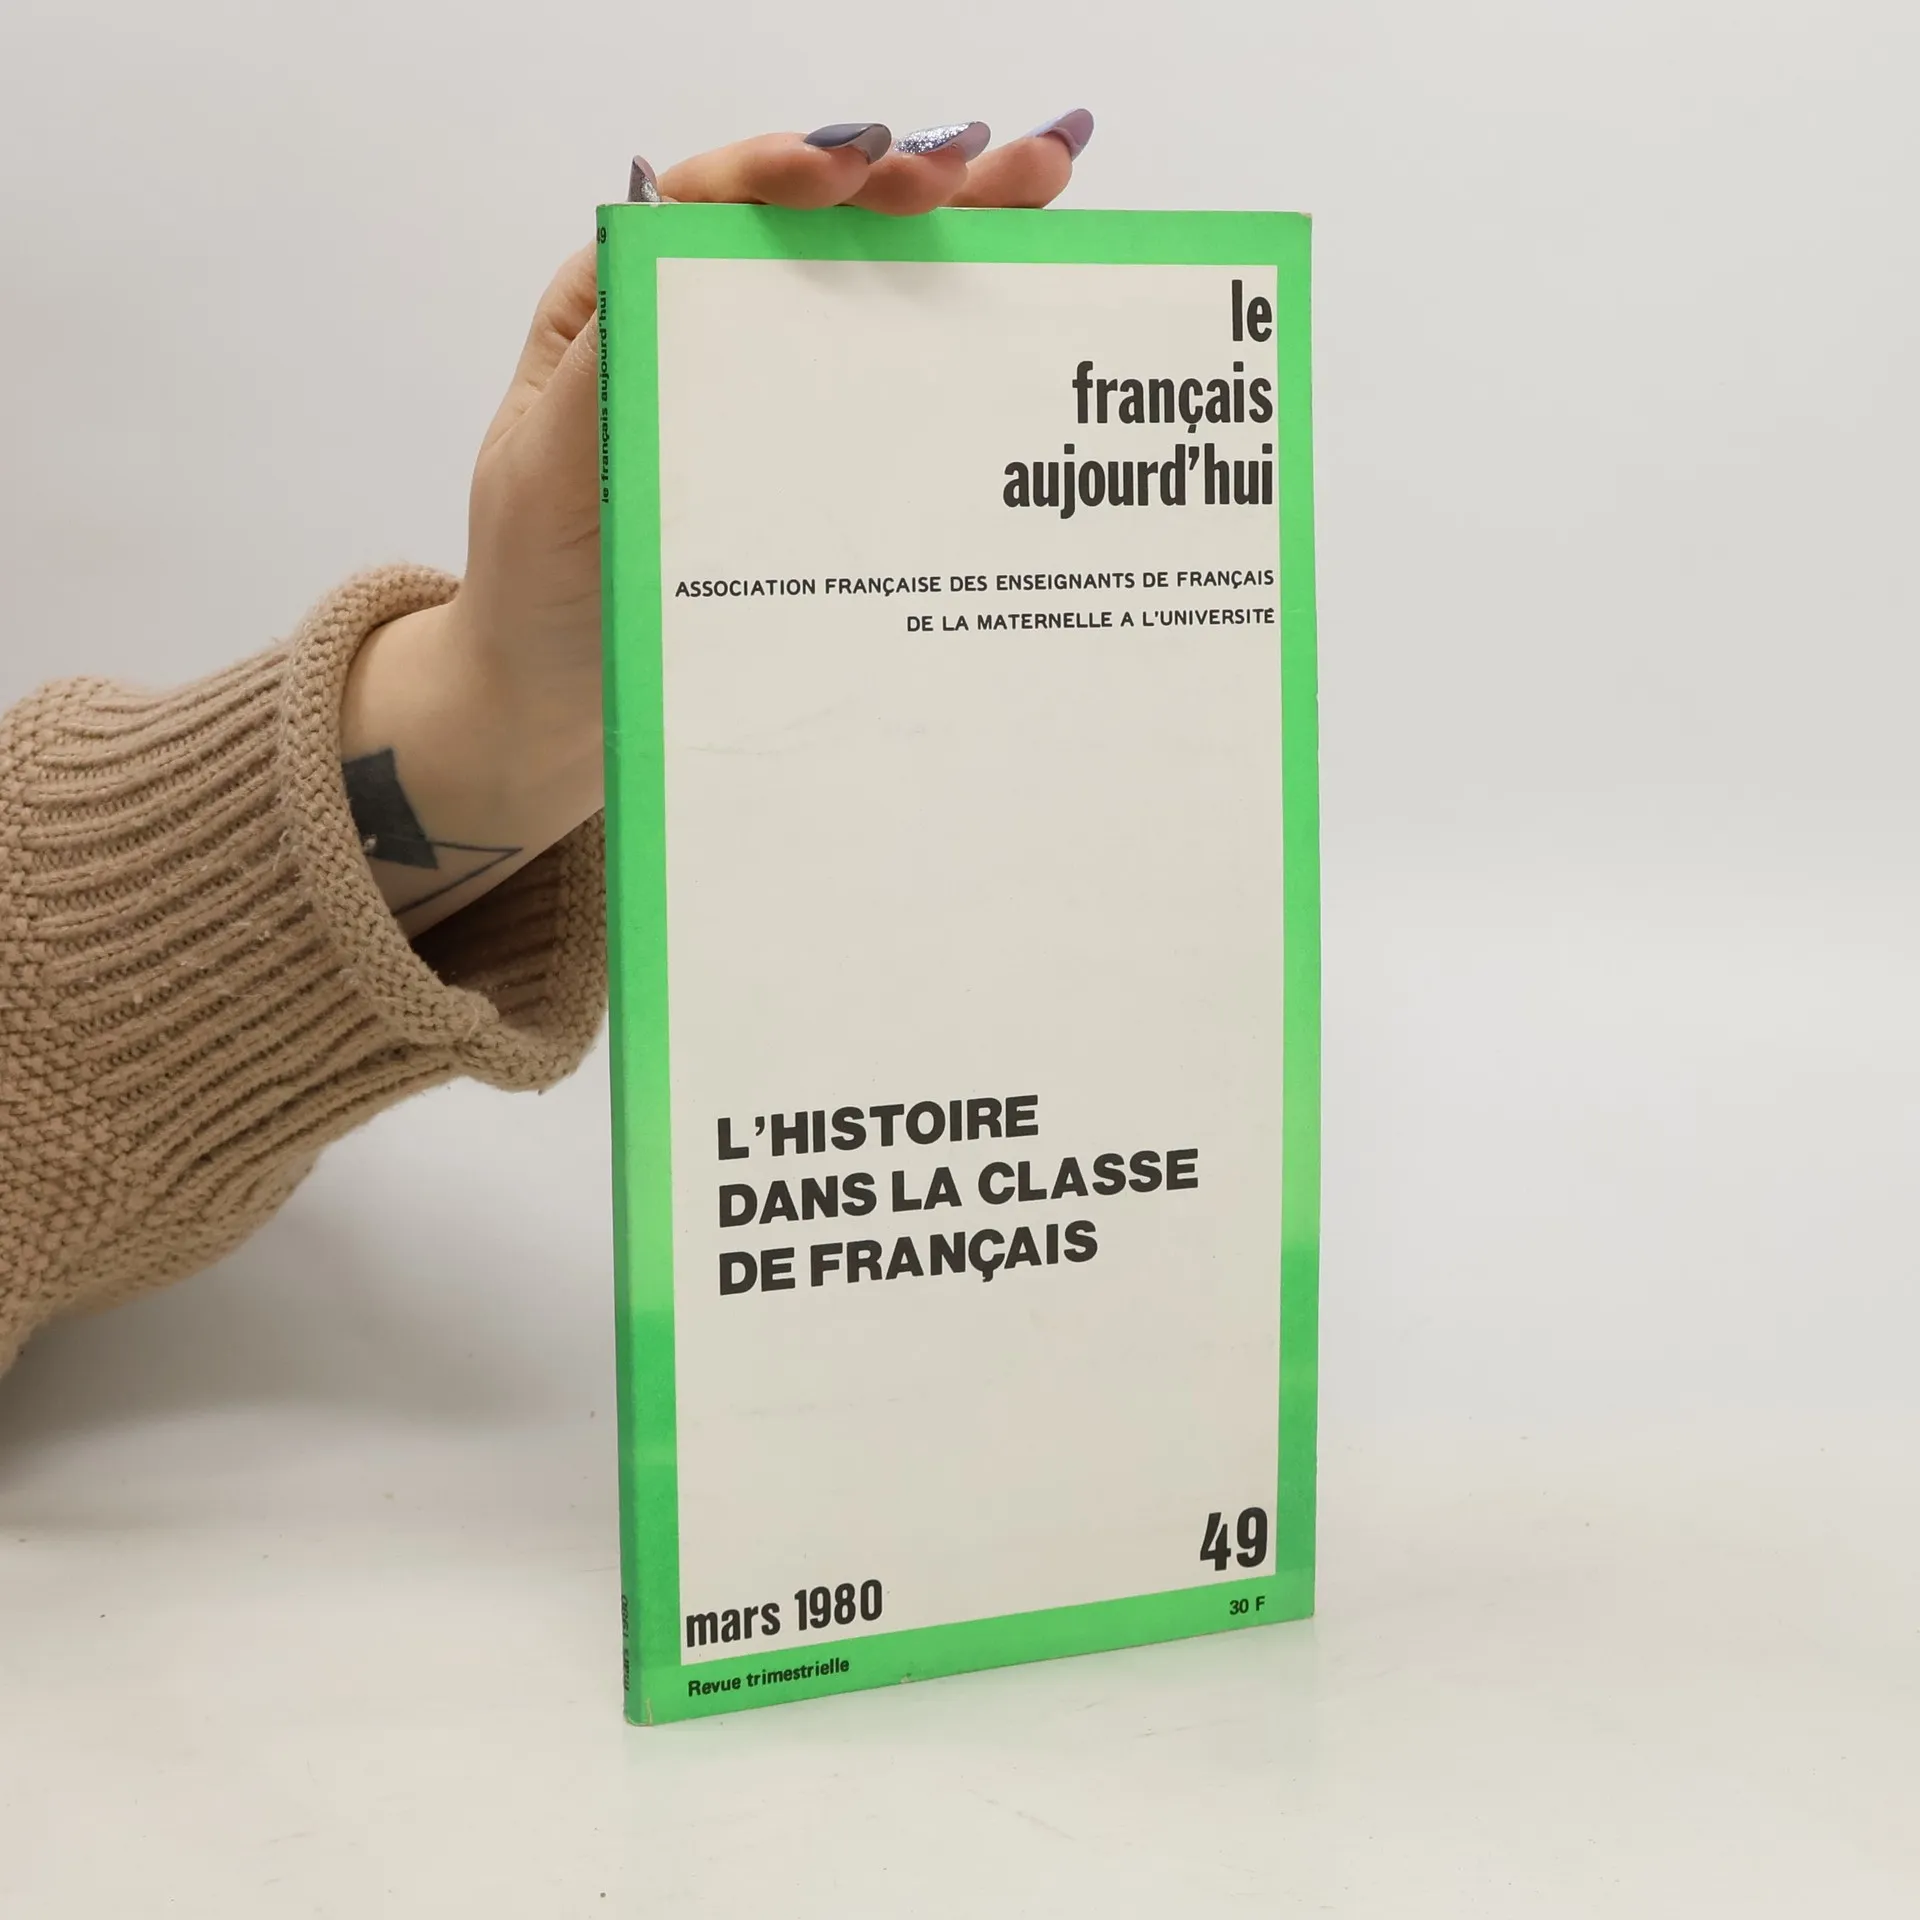 le
français
aujourd'hui
ASSOCIATION FRANÇAISE DES ENSEIGNANTS DE FRANÇAIS
DE LA MATERNELLE A L'UNIVERSITÉ
L'HISTOIRE
DANS LA CLASSE
DE FRANÇAIS
49
mars 1980
30 F
Revue trimestrielle
49
le français aujourd'hui
mars 1980